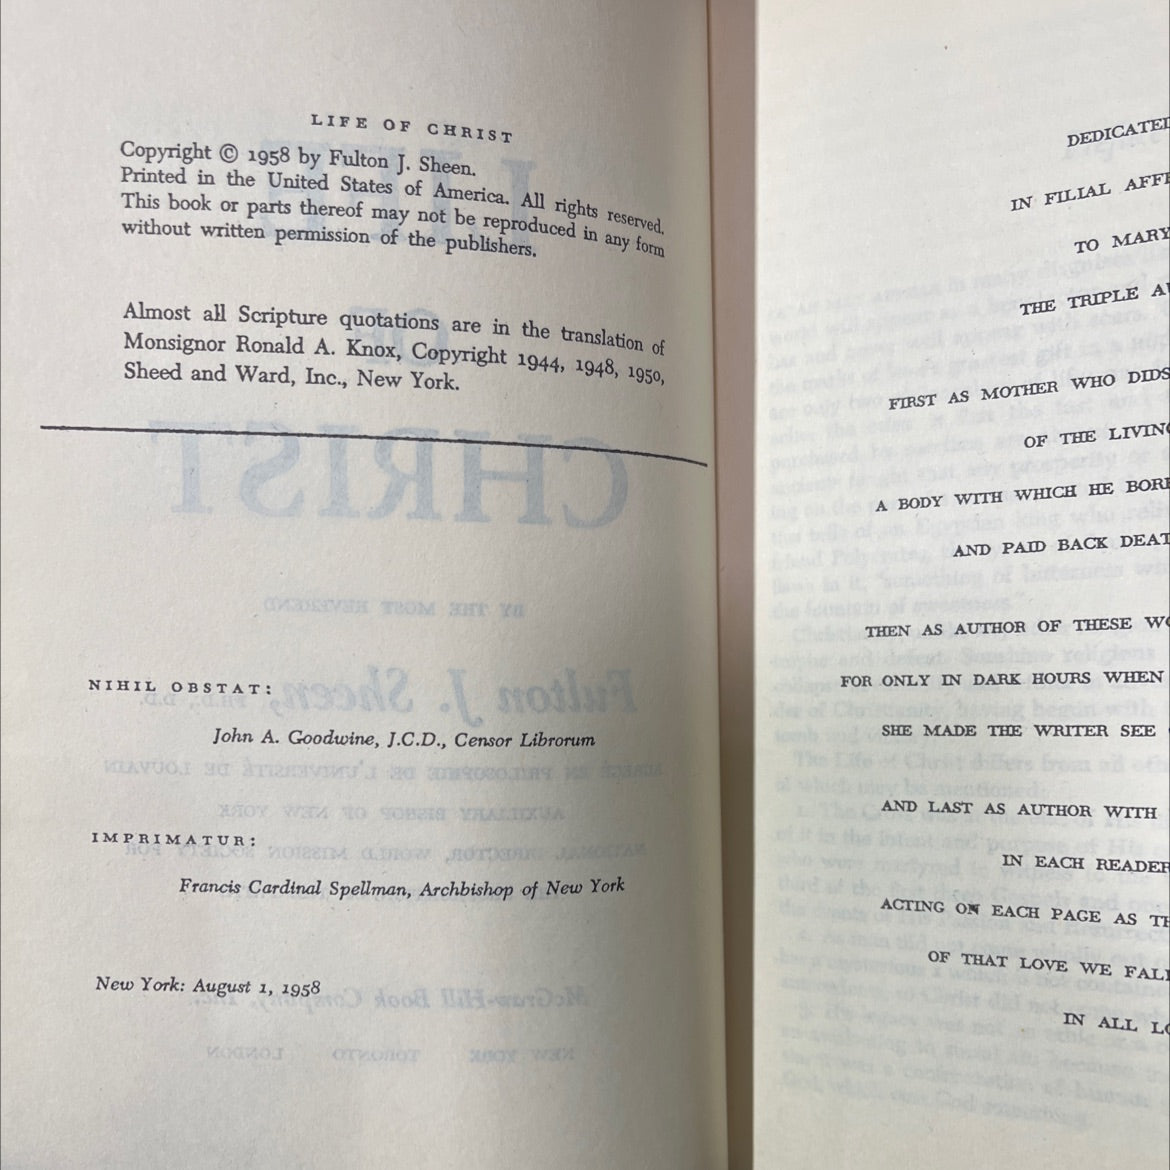 LIFE OF CHRIST
Copyright © 1958 by Fulton J. Sheen.
Printed in the United States of America. All rights reserved.
This book or parts thereof may not be reproduced in any form
without written permission of the publishers.
Almost all Scripture quotations are in the translation of
Monsignor Ronald A. Knox, Copyright 1944, 1948, 1950,
Sheed and Ward, Inc., New York.
NIHIL OBSTAT:
John A. Goodwine, J.C.D., Censor Librorum
IMPRIMATUR:
Francis Cardinal Spellman, Archbishop of New York
New York: August 1, 1958
DEDICATED
IN FILIAL
TO MARY
THE TRIPLE
FIRST AS MOTHER WHO
OF THE LIVING
A BODY WITH WHICH HE
AND PAID BACK
THEN AS AUTHOR OF THESE
FOR ONLY IN DARK HOURS WHEN
SHE MADE THE WRITER SEE
AND LAST AS AUTHOR WITH
IN EACH READER
ACTING ON EACH PAGE AS
OF THAT LOVE WE
IN ALL